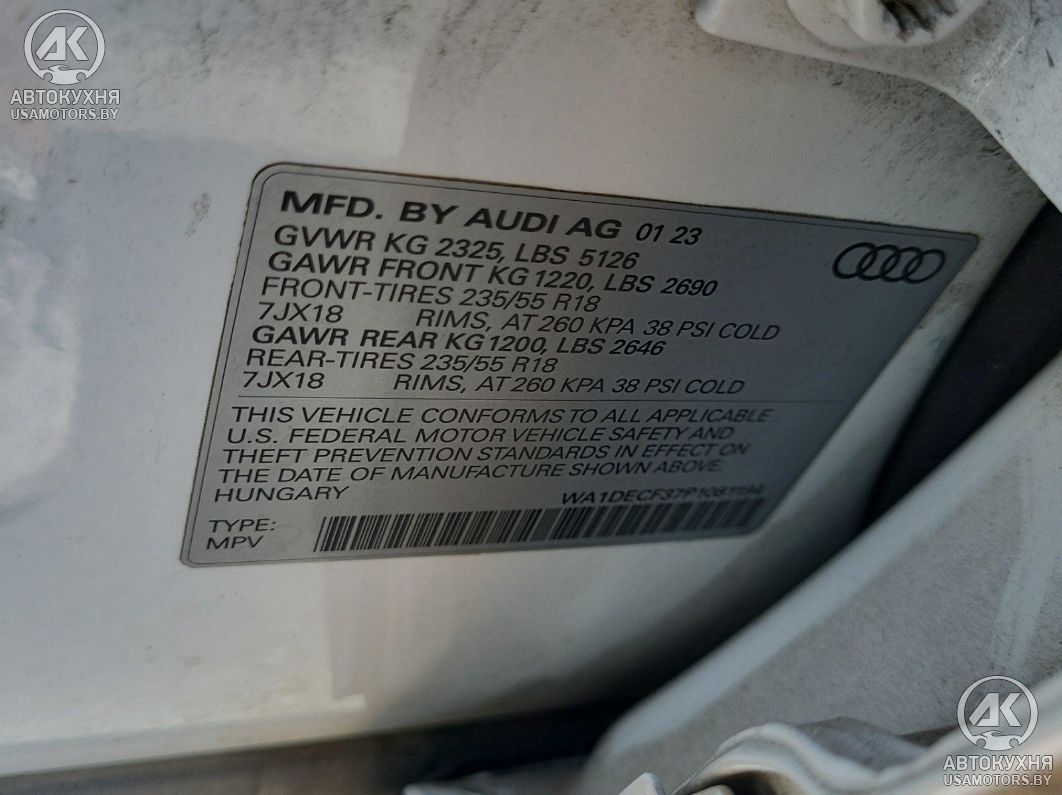 АК
АВТОКУХНЯ
USAMOTORS.BY
MFD. BY AUDI AG 01 23
GVWR KG 2325, LBS 5126
GAWR FRONT KG 1220, LBS 2690
FRONT-TIRES 235/55 R18
7JX18 RIMS, AT 260 KPA 38 PSI COLD
GAWR REAR KG 1200, LBS 2646
REAR-TIRES 235/55 R18
7JX18 RIMS, AT 260 KPA 38 PSI COLD
THIS VEHICLE CONFORMS TO ALL APPLICABLE
U.S. FEDERAL MOTOR VEHICLE SAFETY AND
THEFT PREVENTION STANDARDS IN EFFECT ON
THE DATE OF MANUFACTURE SHOWN ABOVE.
HUNGARY
TYPE:
MPV
АК
АВТОКУХНЯ
USAMOTORS.BY